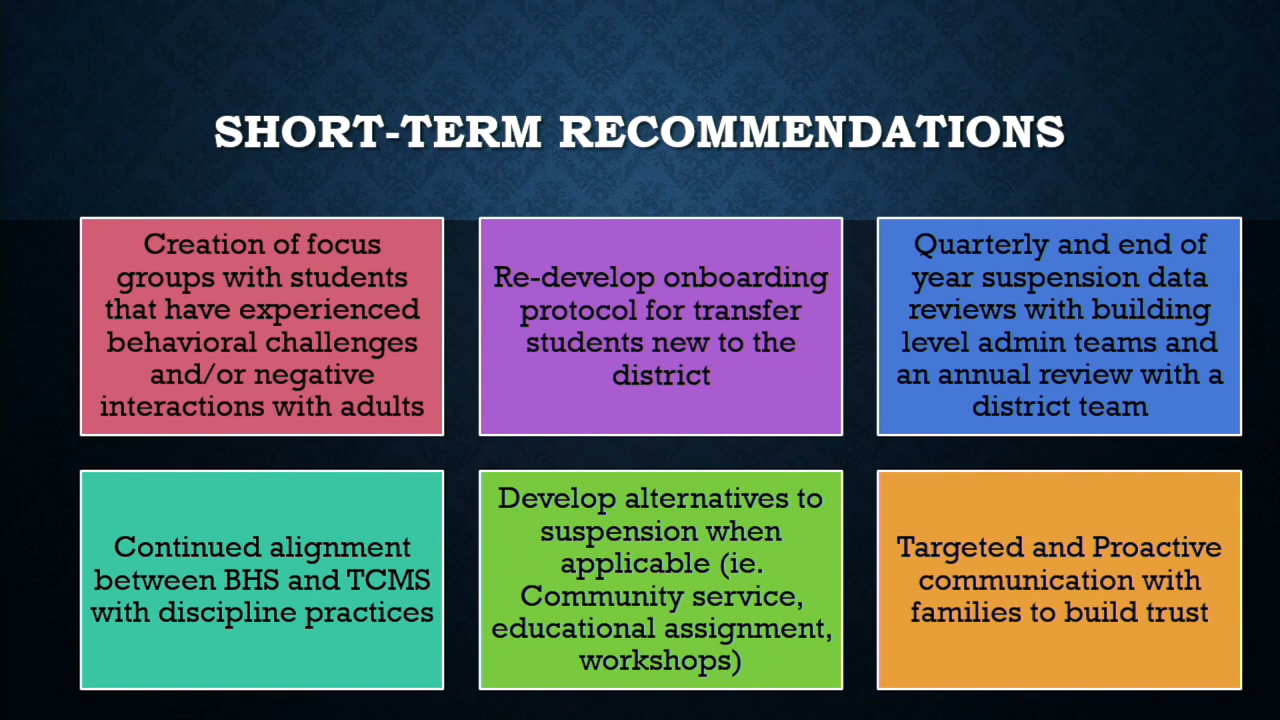 SHORT-TERM RECOMMENDATIONS
Creation of focus
groups with students
that have experienced
behavioral challenges
and/or negative
interactions with adults
Re-develop onboarding
protocol for transfer
students new to the
district
Quarterly and end of
year suspension data
reviews with building
level admin teams and
an annual review with a
district team
Continued alignment
between BHS and TCMS
with discipline practices
Develop alternatives to
suspension when
applicable (ie.
Community service,
educational assignment,
workshops)
Targeted and Proactive
communication with
families to build trust